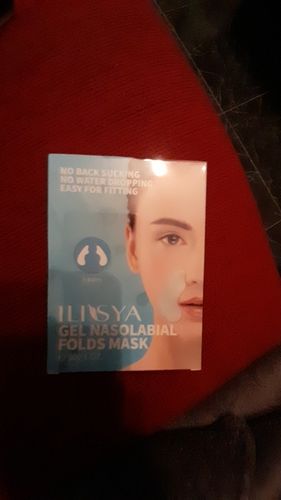 NO BACK SUCKING
NO WATER DROPPING
EASY FOR FITTING
ILISYA
GEL NASOLABIAL
FOLDS MASK